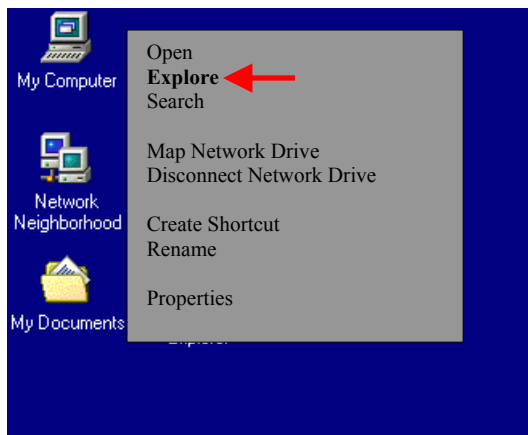 My Computer
Open
Explore
Search
Map Network Drive
Disconnect Network Drive
Network
Neighborhood
Create Shortcut
Rename
Properties
My Documents